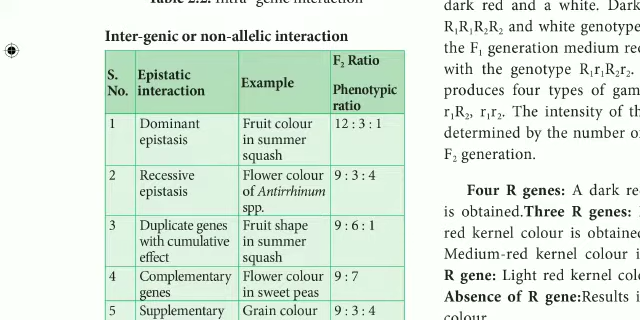 Table 2.2: Intra- genic interaction
Inter-genic or non-allelic interaction
S. No. Epistatic interaction Example F₂ Ratio Phenotypic ratio
1 Dominant epistasis Fruit colour in summer squash 12 : 3 : 1
2 Recessive epistasis Flower colour of Antirrhinum spp. 9 : 3 : 4
3 Duplicate genes with cumulative effect Fruit shape in summer squash 9 : 6 : 1
4 Complementary genes Flower colour in sweet peas 9 : 7
5 Supplementary Grain colour 9 : 3 : 4
dark red and a white. Dark
R₁R₁R₂R₂ and white genotype
the F₁ generation medium red
with the genotype R₁r₁R₂r₂.
produces four types of gam
r₁R₂, r₁r₂. The intensity of th
determined by the number o
F₂ generation.
Four R genes: A dark re
is obtained.Three R genes:
red kernel colour is obtaine
Medium-red kernel colour i
R gene: Light red kernel col
Absence of R gene:Results i
colour